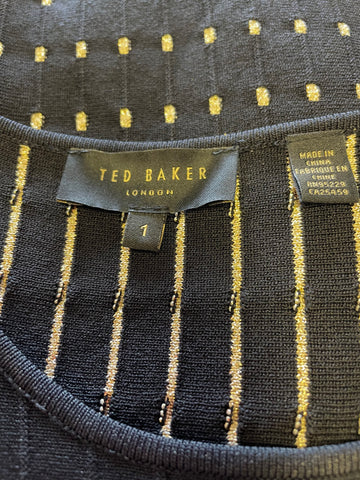 TED BAKER
LONDON
1
MADE IN
CHINA
FABRIQUE EN
CHINE
RN95229
CA25459